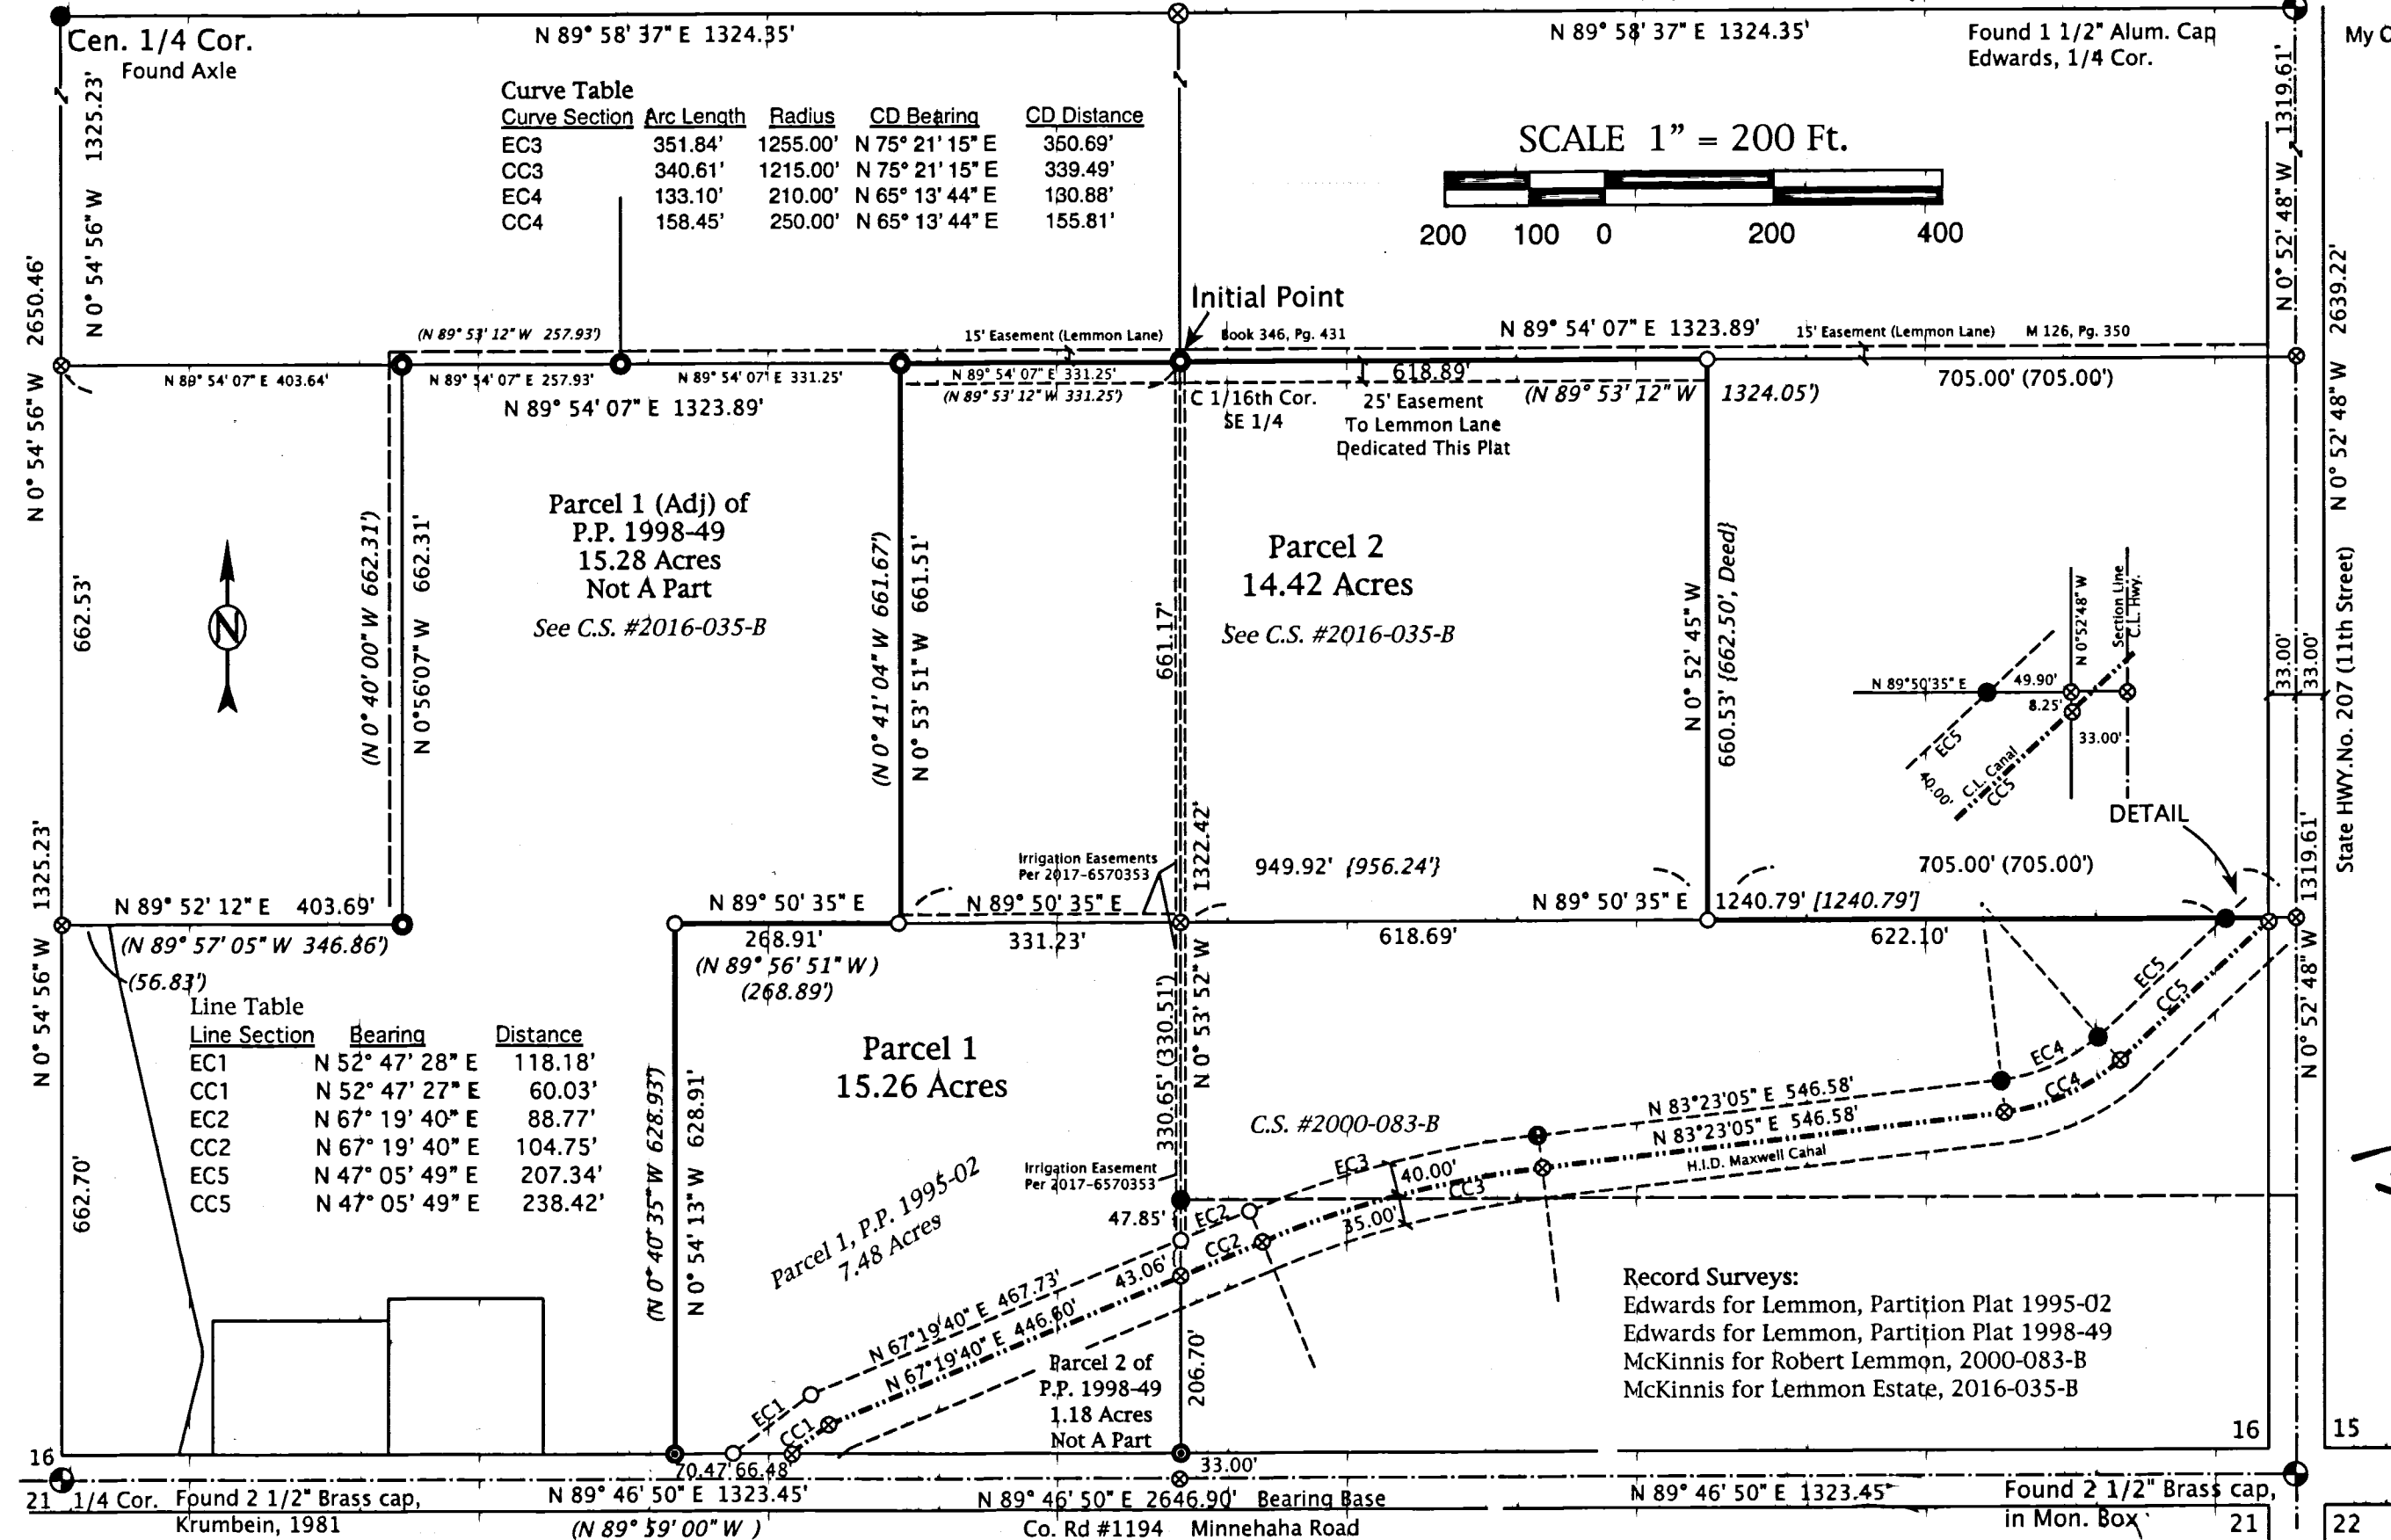 N 89° 58' 37" E 1324.35'
N 89° 58' 37" E 1324.35'
Cen. 1/4 Cor.
Found Axle
Found 1 1/2" Alum. Cap
Edwards, 1/4 Cor.
My
Curve Table
Curve Section Arc Length Radius CD Bearing CD Distance
EC3 351.84' 1255.00' N 75° 21' 15" E 350.69'
CC3 340.61' 1215.00' N 75° 21' 15" E 339.49'
EC4 133.10' 210.00' N 65° 13' 44" E 130.88'
CC4 158.45' 250.00' N 65° 13' 44" E 155.81'
SCALE 1" = 200 Ft.
200 100 0 200 400
N 0° 54' 56" W 1325.23'
N 0° 54' 56" W 2650.46'
N 0° 52' 48" W 1319.61'
N 0° 52' 48" W 2639.22'
State HWY.No. 207 (11th Street)
Initial Point
(N 89° 53' 12" W 257.93')
15' Easement (Lemmon Lane)
Book 346, Pg. 431
N 89° 54' 07" E 1323.89'
15' Easement (Lemmon Lane)
M 126, Pg. 350
N 89° 54' 07" E 403.64'
N 89° 54' 07" E 257.93'
N 89° 54' 07" E 331.25'
N 89° 54' 07" E 331.25'
618.89'
705.00' (705.00')
N 89° 54' 07" E 1323.89'
(N 89° 53' 12" W 331.25')
C 1/16th Cor.
SE 1/4
25' Easement
To Lemmon Lane
Dedicated This Plat
(N 89° 53' 12" W 1324.05')
Parcel 1 (Adj) of
P.P. 1998-49
15.28 Acres
Not A Part
See C.S. #2016-035-B
Parcel 2
14.42 Acres
See C.S. #2016-035-B
N
662.53'
(N 0° 40' 00" W 662.31')
N 0°56'07" W 662.31'
(N 0° 41' 04" W 661.67')
N 0° 53' 51" W 661.51'
661.17'
1322.42'
N 0° 52' 45" W
660.53' {662.50', Deed}
N 0°52'48" W
Section Line
C.L. Hwy.
N 89°50'35" E
49.90'
8.25'
33.00'
EC5
C.L. Canal
CC5
40.00'
33.00'
33.00'
DETAIL
1325.23'
N 0° 54' 56" W
1319.61'
N 0° 52' 48" W
Irrigation Easements
Per 2017-6570353
949.92' {956.24'}
705.00' (705.00')
N 89° 52' 12" E 403.69'
N 89° 50' 35" E
N 89° 50' 35" E
N 89° 50' 35" E
1240.79' [1240.79']
(N 89° 57' 05" W 346.86')
268.91'
331.23'
618.69'
622.10'
(N 89° 56' 51" W)
(268.89')
(56.83')
Line Table
Line Section Bearing Distance
EC1 N 52° 47' 28" E 118.18'
CC1 N 52° 47' 27" E 60.03'
EC2 N 67° 19' 40" E 88.77'
CC2 N 67° 19' 40" E 104.75'
EC5 N 47° 05' 49" E 207.34'
CC5 N 47° 05' 49" E 238.42'
662.70'
(N 0° 40' 35" W 628.93')
N 0° 54' 13" W 628.91'
Parcel 1
15.26 Acres
330.65' (330.51')
N 0° 53' 52" W
C.S. #2000-083-B
EC5
CC5
EC4
CC4
N 83°23'05" E 546.58'
N 83°23'05" E 546.58'
H.I.D. Maxwell Canal
EC3
40.00'
CC3
35.00'
Parcel 1, P.P. 1995-02
7.48 Acres
Irrigation Easement
Per 2017-6570353
47.85'
EC2
CC2
43.06'
N 67°19'40" E 467.73'
N 67°19'40" E 446.60'
EC1
CC1
Parcel 2 of
P.P. 1998-49
1.18 Acres
Not A Part
206.70'
Record Surveys:
Edwards for Lemmon, Partition Plat 1995-02
Edwards for Lemmon, Partition Plat 1998-49
McKinnis for Robert Lemmon, 2000-083-B
McKinnis for Lemmon Estate, 2016-035-B
16
16
15
70.47'
66.48'
33.00'
21
1/4 Cor. Found 2 1/2" Brass cap,
Krumbein, 1981
N 89° 46' 50" E 1323.45'
(N 89° 59' 00" W )
N 89° 46' 50" E 2646.90' Bearing Base
Co. Rd #1194 Minnehaha Road
N 89° 46' 50" E 1323.45'
Found 2 1/2" Brass cap,
in Mon. Box
21
22